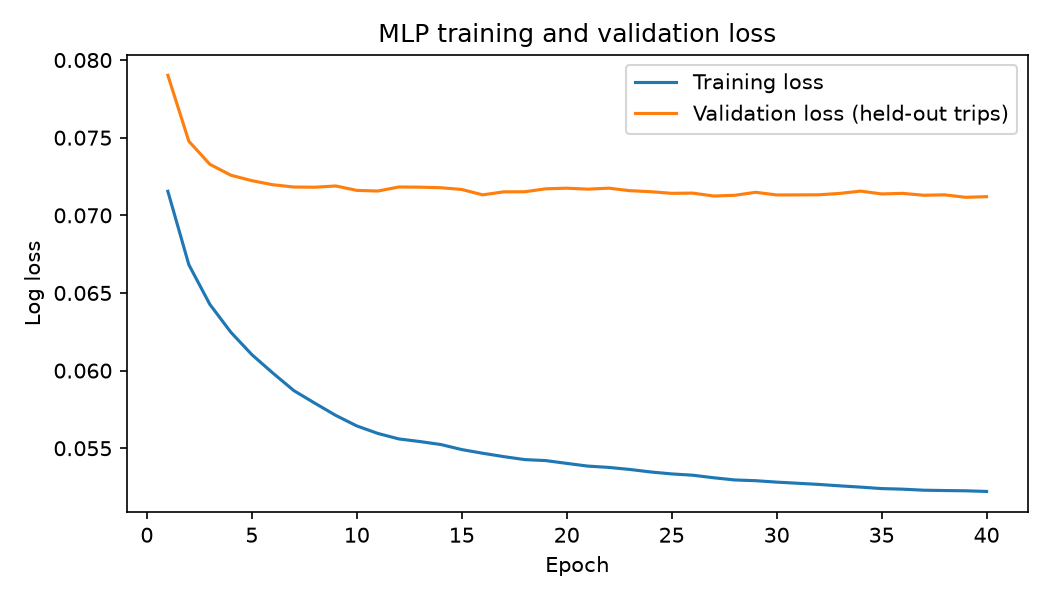 MLP training and validation loss
Training loss
Validation loss (held-out trips)
0.080
0.075
0.070
0.065
0.060
0.055
Log loss
0 5 10 15 20 25 30 35 40
Epoch